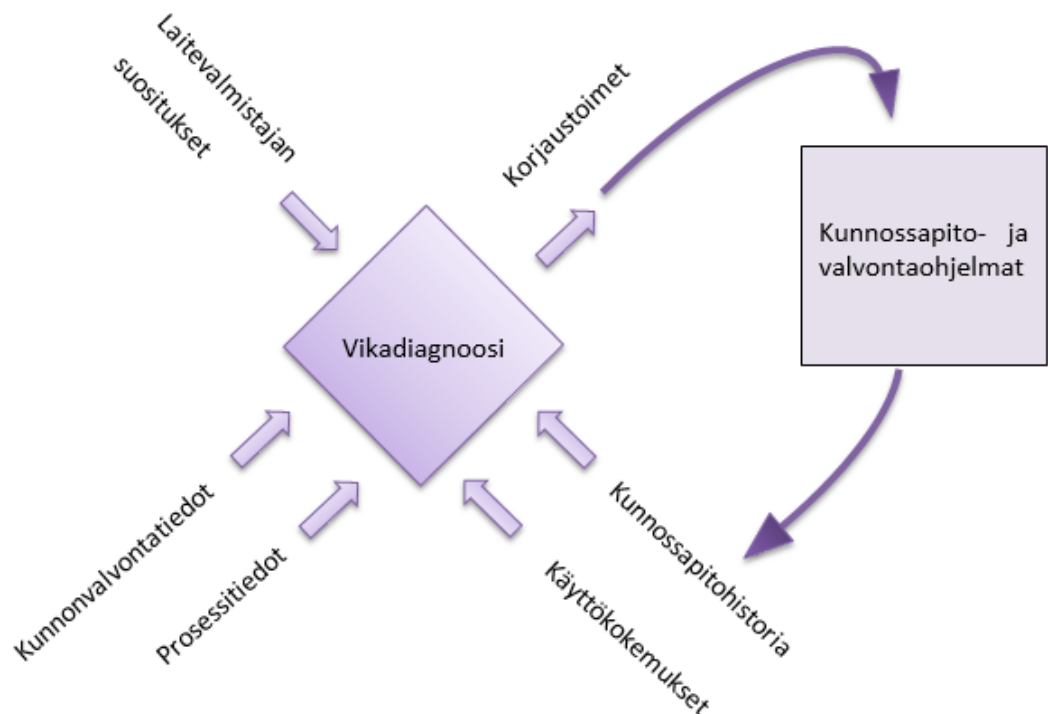 Laitevalmistajan
suositukset
Korjaustoimet
Kunnossapito- ja
valvontaohjelmat
Vikadiagnoosi
Kunnonvalvontatiedot
Prosessitiedot
Käyttökokemukset
Kunnossapitohistoria